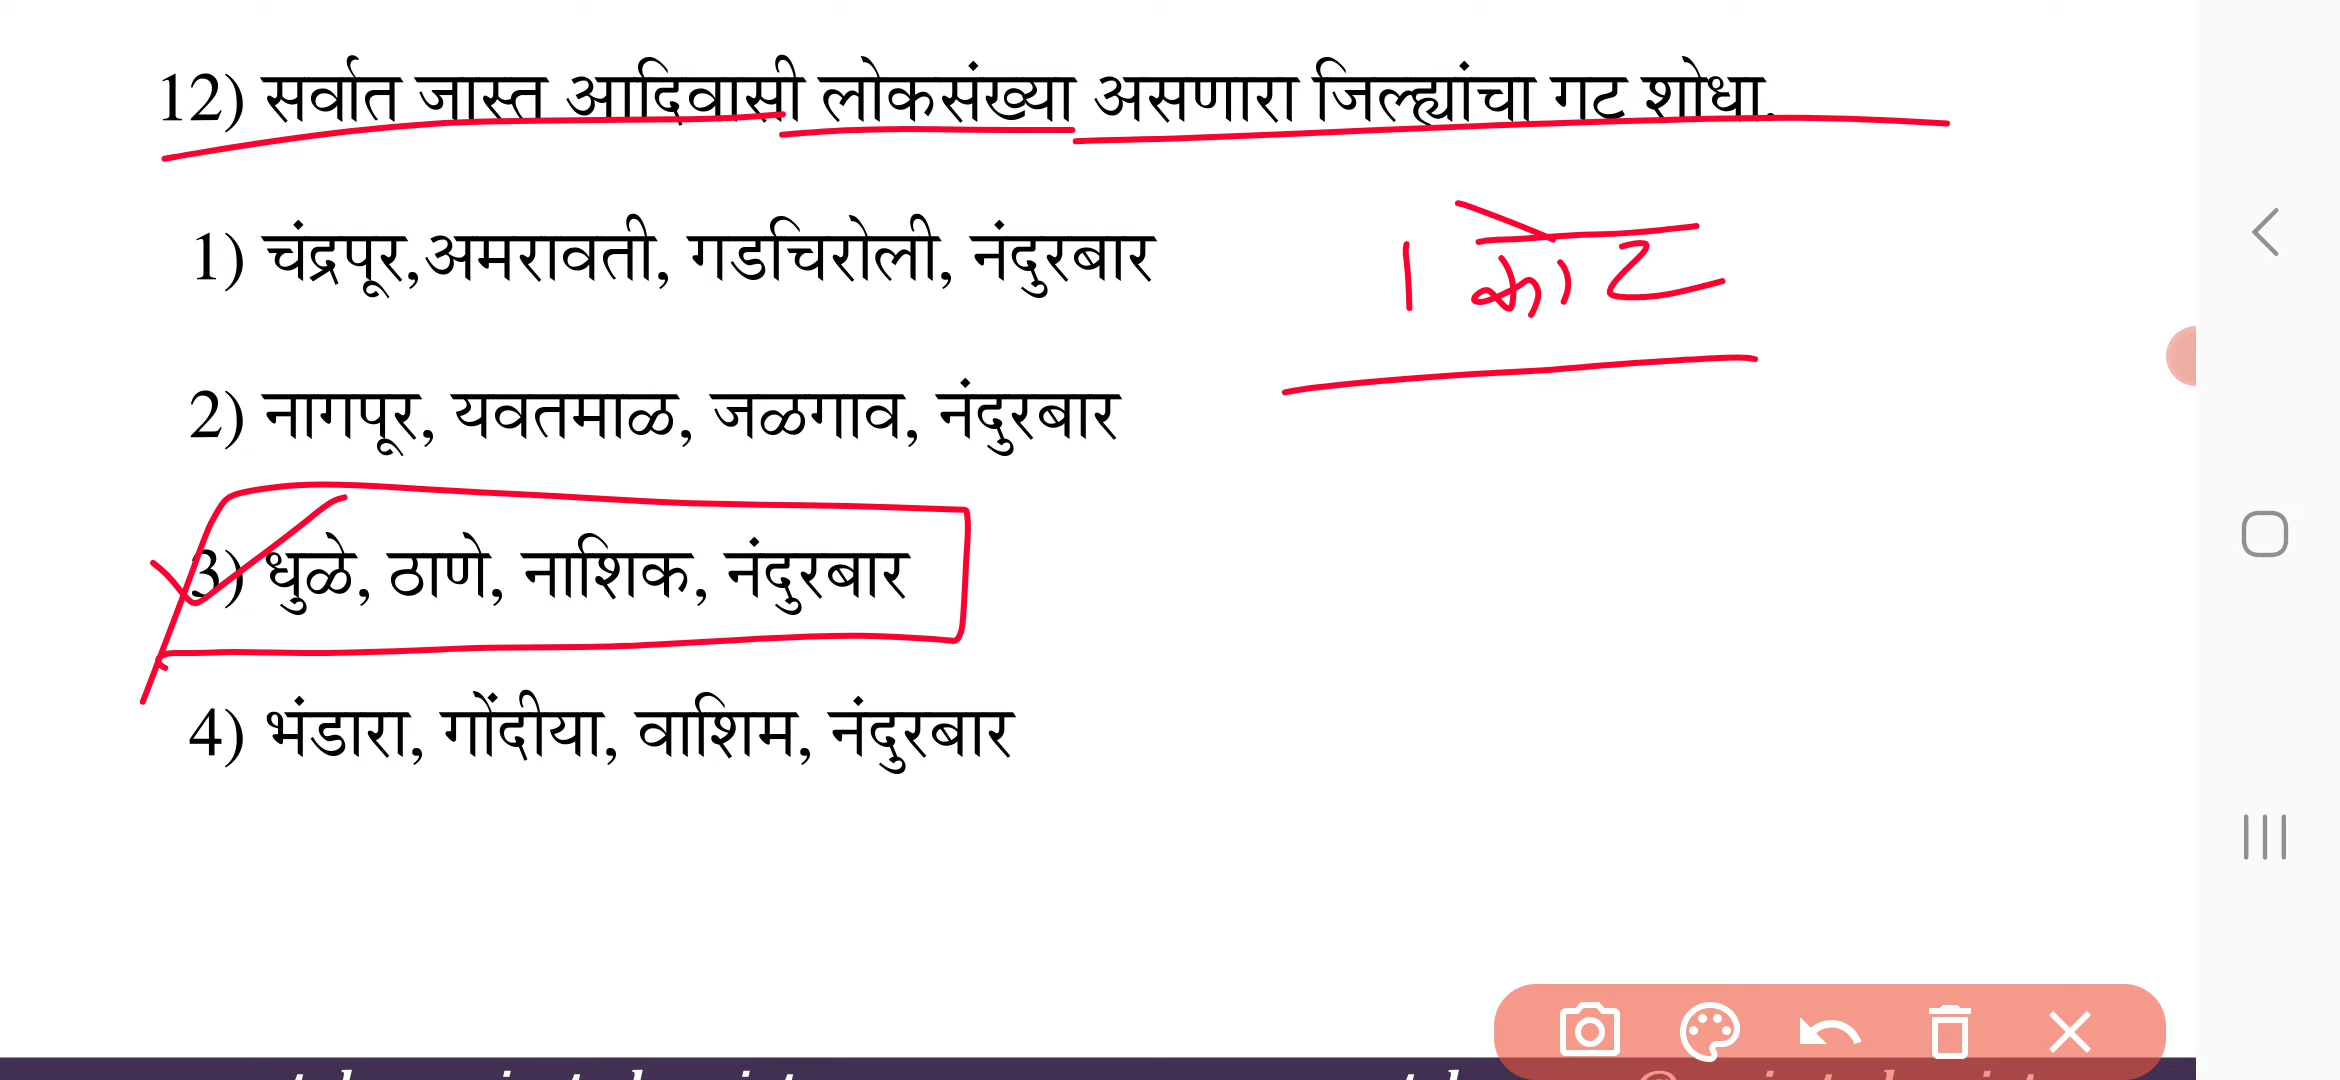 12) सर्वात जास्त आदिवासी लोकसंख्या असणारा जिल्ह्यांचा गट शोधा.
1) चंद्रपूर,अमरावती, गडचिरोली, नंदुरबार
1 कोट
2) नागपूर, यवतमाळ, जळगाव, नंदुरबार
3) धुळे, ठाणे, नाशिक, नंदुरबार
4) भंडारा, गोंदीया, वाशिम, नंदुरबार